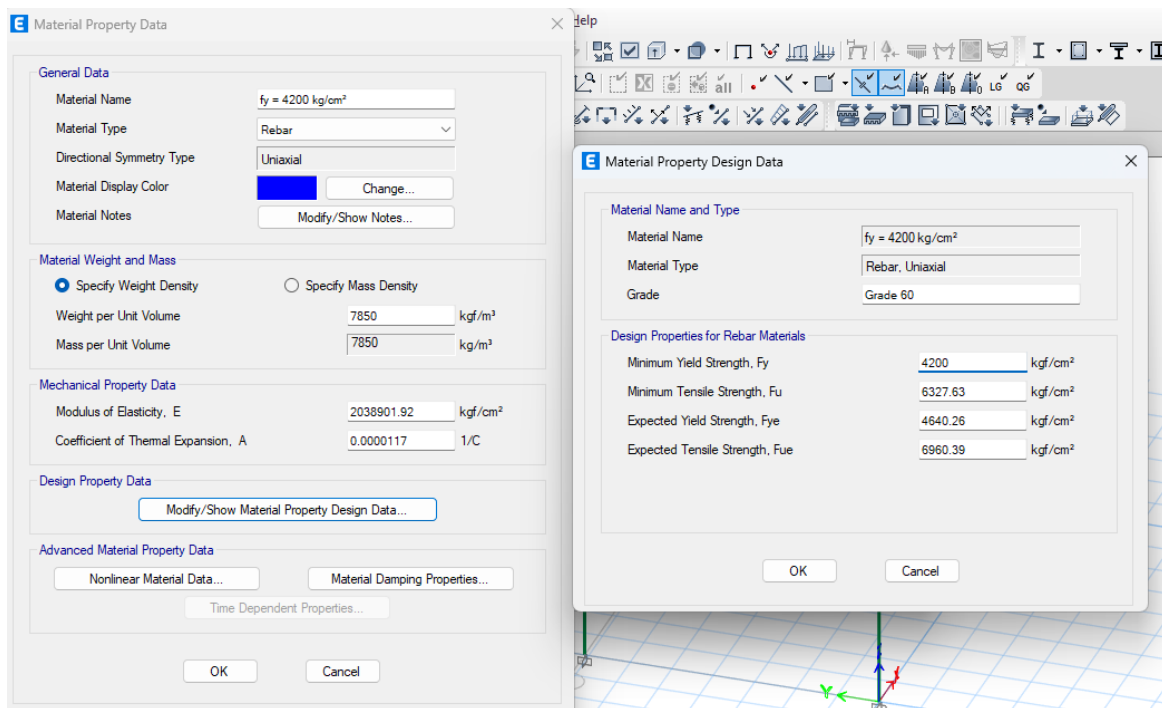 E Material Property Data
General Data
Material Name fy = 4200 kg/cm²
Material Type Rebar
Directional Symmetry Type Uniaxial
Material Display Color Change...
Material Notes Modify/Show Notes...
Material Weight and Mass
Specify Weight Density Specify Mass Density
Weight per Unit Volume 7850 kgf/m³
Mass per Unit Volume 7850 kg/m³
Mechanical Property Data
Modulus of Elasticity, E 2038901.92 kgf/cm²
Coefficient of Thermal Expansion, A 0.0000117 1/C
Design Property Data
Modify/Show Material Property Design Data...
Advanced Material Property Data
Nonlinear Material Data... Material Damping Properties...
Time Dependent Properties...
OK Cancel
Help
all LG QG
E Material Property Design Data
Material Name and Type
Material Name fy = 4200 kg/cm²
Material Type Rebar, Uniaxial
Grade Grade 60
Design Properties for Rebar Materials
Minimum Yield Strength, Fy 4200 kgf/cm²
Minimum Tensile Strength, Fu 6327.63 kgf/cm²
Expected Yield Strength, Fye 4640.26 kgf/cm²
Expected Tensile Strength, Fue 6960.39 kgf/cm²
OK Cancel
Y